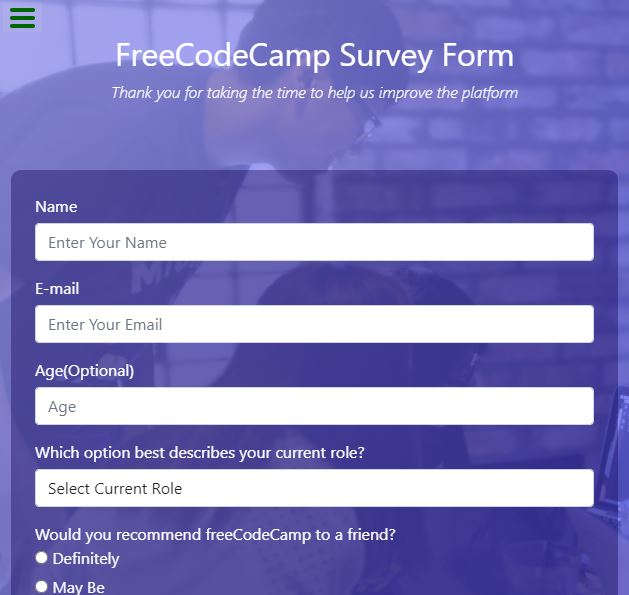 FreeCodeCamp Survey Form
Thank you for taking the time to help us improve the platform
Name
Enter Your Name
E-mail
Enter Your Email
Age(Optional)
Age
Which option best describes your current role?
Select Current Role
Would you recommend freeCodeCamp to a friend?
Definitely
May Be